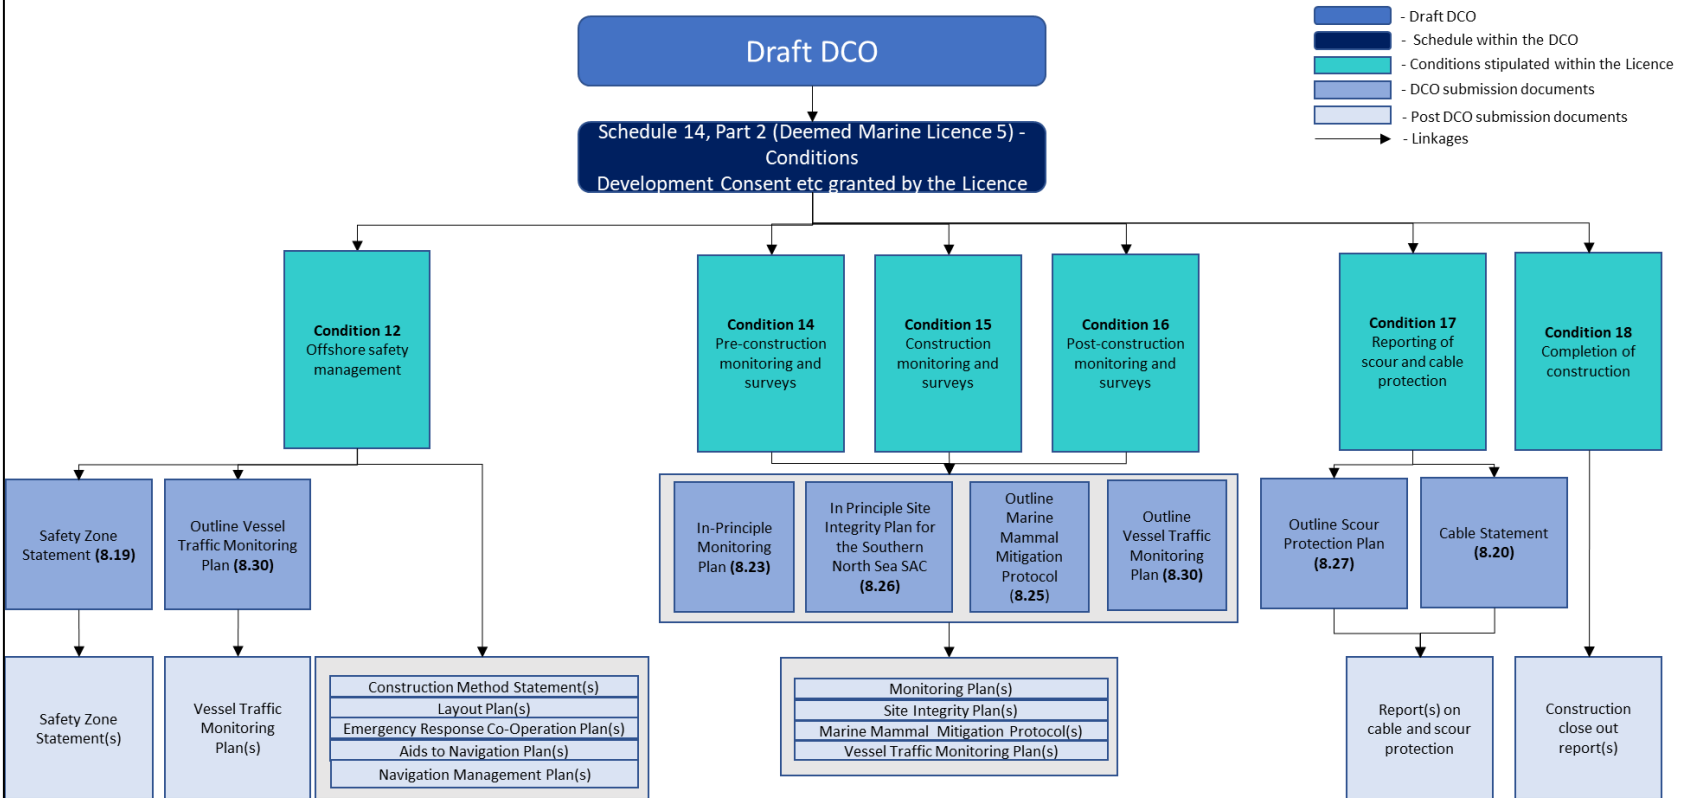 Draft DCO
- Draft DCO
- Schedule within the DCO
- Conditions stipulated within the Licence
- DCO submission documents
- Post DCO submission documents
- Linkages
Schedule 14, Part 2 (Deemed Marine Licence 5) -
Conditions
Development Consent etc granted by the Licence
Condition 12
Offshore safety
management
Condition 14
Pre-construction
monitoring and
surveys
Condition 15
Construction
monitoring and
surveys
Condition 16
Post-construction
monitoring and
surveys
Condition 17
Reporting of
scour and cable
protection
Condition 18
Completion of
construction
Safety Zone
Statement (8.19)
Outline Vessel
Traffic Monitoring
Plan (8.30)
In-Principle
Monitoring
Plan (8.23)
In Principle Site
Integrity Plan for
the Southern
North Sea SAC
(8.26)
Outline
Marine
Mammal
Mitigation
Protocol
(8.25)
Outline
Vessel Traffic
Monitoring
Plan (8.30)
Outline Scour
Protection Plan
(8.27)
Cable Statement
(8.20)
Safety Zone
Statement(s)
Vessel Traffic
Monitoring
Plan(s)
Construction Method Statement(s)
Layout Plan(s)
Emergency Response Co-Operation Plan(s)
Aids to Navigation Plan(s)
Navigation Management Plan(s)
Monitoring Plan(s)
Site Integrity Plan(s)
Marine Mammal Mitigation Protocol(s)
Vessel Traffic Monitoring Plan(s)
Report(s) on
cable and scour
protection
Construction
close out
report(s)